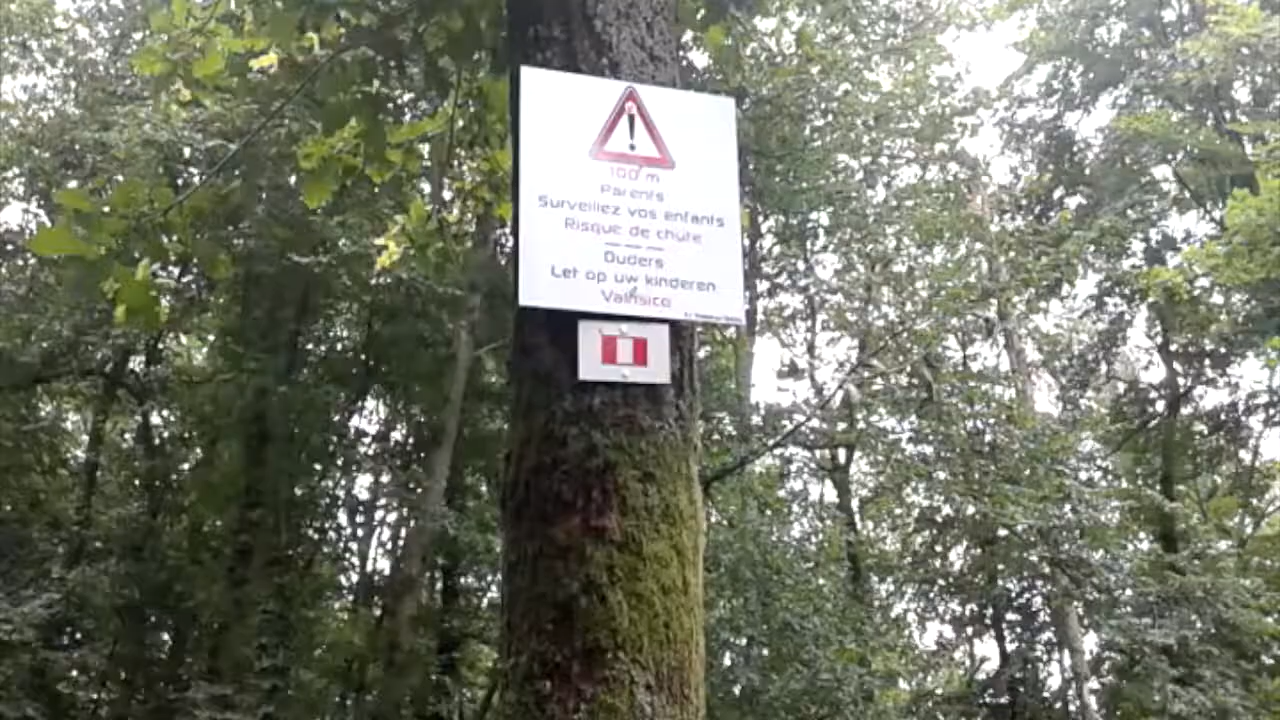 100 m
Parents
Surveillez vos enfants
Risque de chute
Ouders
Let op uw kinderen
Valrisico